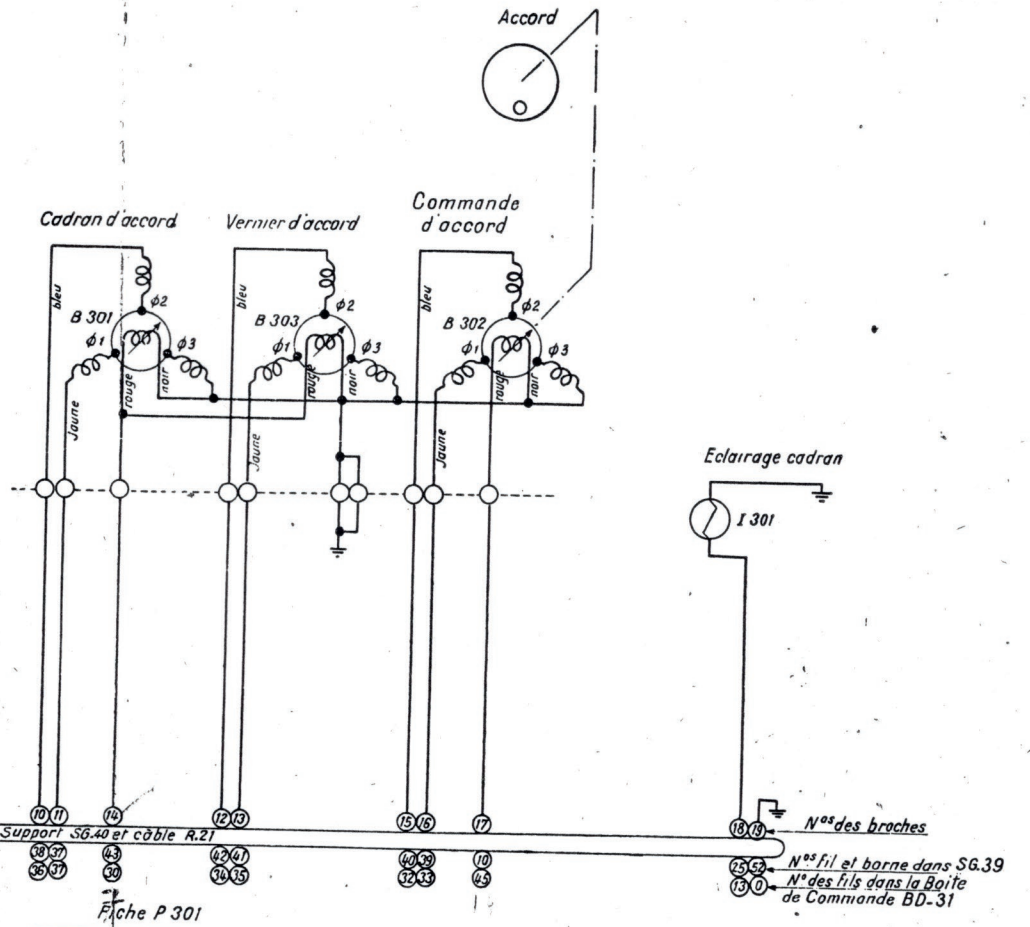 Accord
Cadran d'accord
Vernier d'accord
Commande
d'accord
bleu
bleu
bleu
B 301
ϕ2
B 303
ϕ2
B 302
ϕ2
ϕ1
ϕ3
ϕ1
ϕ3
ϕ1
ϕ3
rouge
noir
rouge
noir
rouge
noir
Jaune
Jaune
Jaune
Eclairage cadran
I 301
10 11 14 12 13 15 16 17 18 19
N^os des broches
Support SG.40 et câble R.21
38 37 43 42 41 40 39 10 25 52
N^os fil et borne dans SG.39
36 37 30 34 35 32 33 45 13 0
N° des fils dans la Boite
de Commande BD-31
Fiche P 301